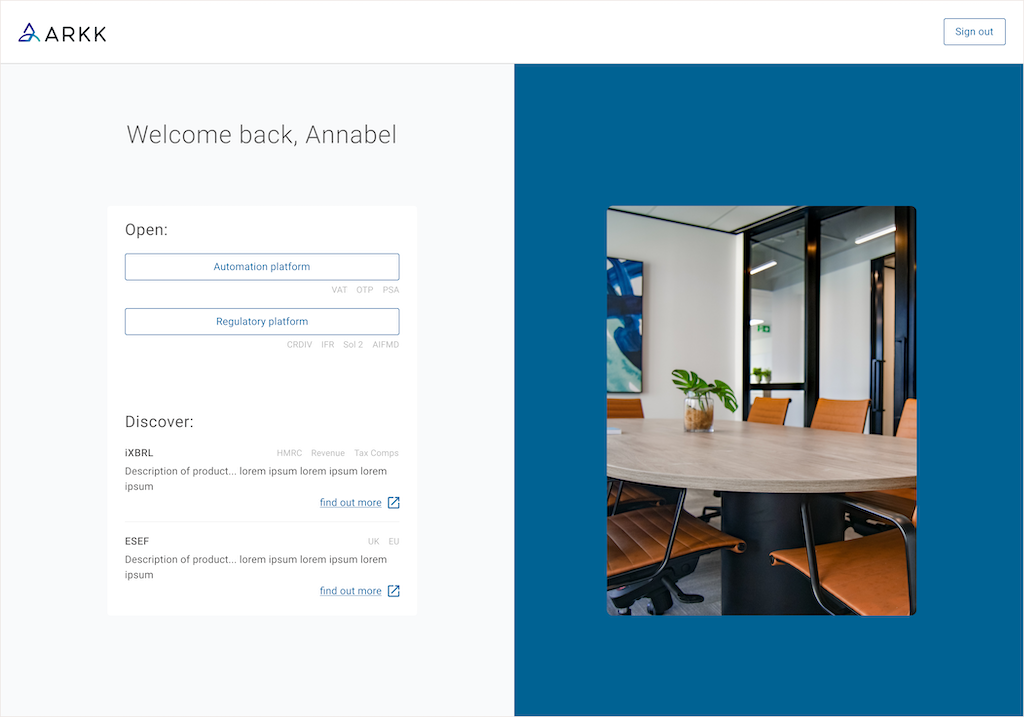 ARKK
Sign out
Welcome back, Annabel
Open:
Automation platform
VAT OTP PSA
Regulatory platform
CRDIV IFR Sol 2 AIFMD
Discover:
iXBRL HMRC Revenue Tax Comps
Description of product... lorem ipsum lorem ipsum lorem
ipsum
find out more
ESEF UK EU
Description of product... lorem ipsum lorem ipsum lorem
ipsum
find out more